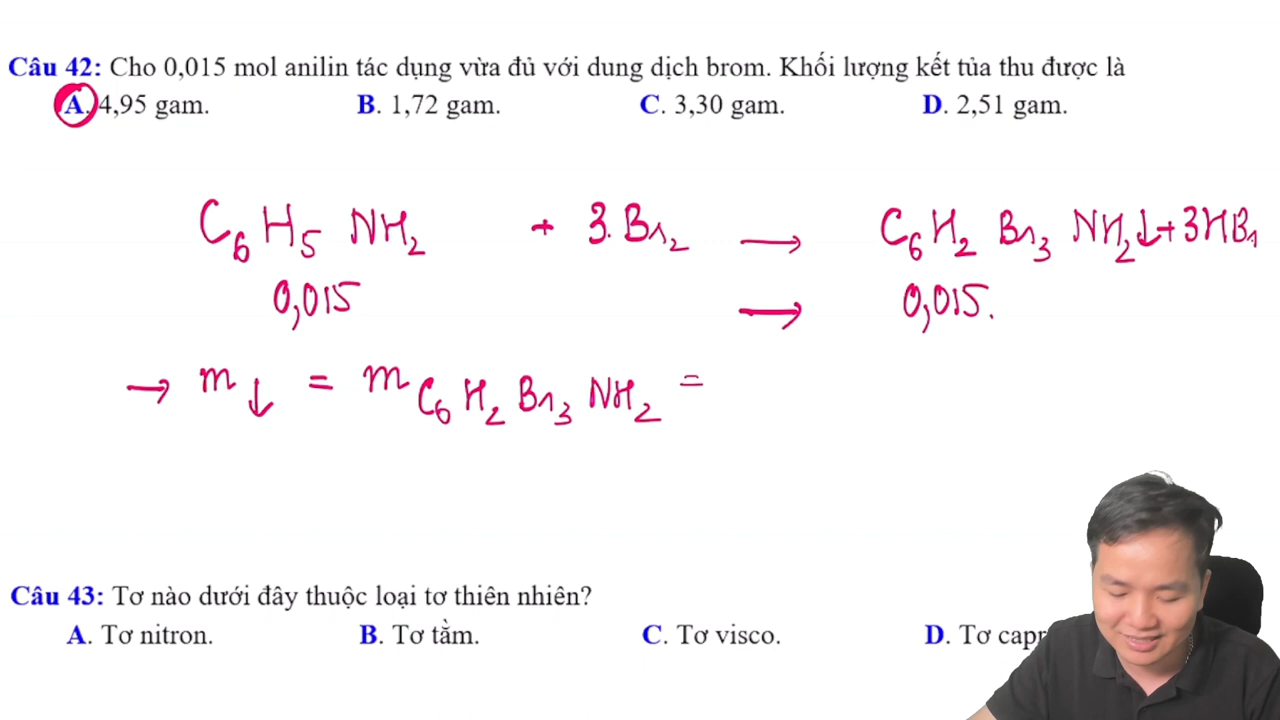 Câu 42: Cho 0,015 mol anilin tác dụng vừa đủ với dung dịch brom. Khối lượng kết tủa thu được là
A. 4,95 gam. B. 1,72 gam. C. 3,30 gam. D. 2,51 gam.
C₆H₅NH₂ + 3.Br₂ → C₆H₂Br₃NH₂↓ + 3HBr
0,015 → 0,015.
→ m↓ = m C₆H₂Br₃NH₂ =
Câu 43: Tơ nào dưới đây thuộc loại tơ thiên nhiên?
A. Tơ nitron. B. Tơ tằm. C. Tơ visco. D. Tơ capr